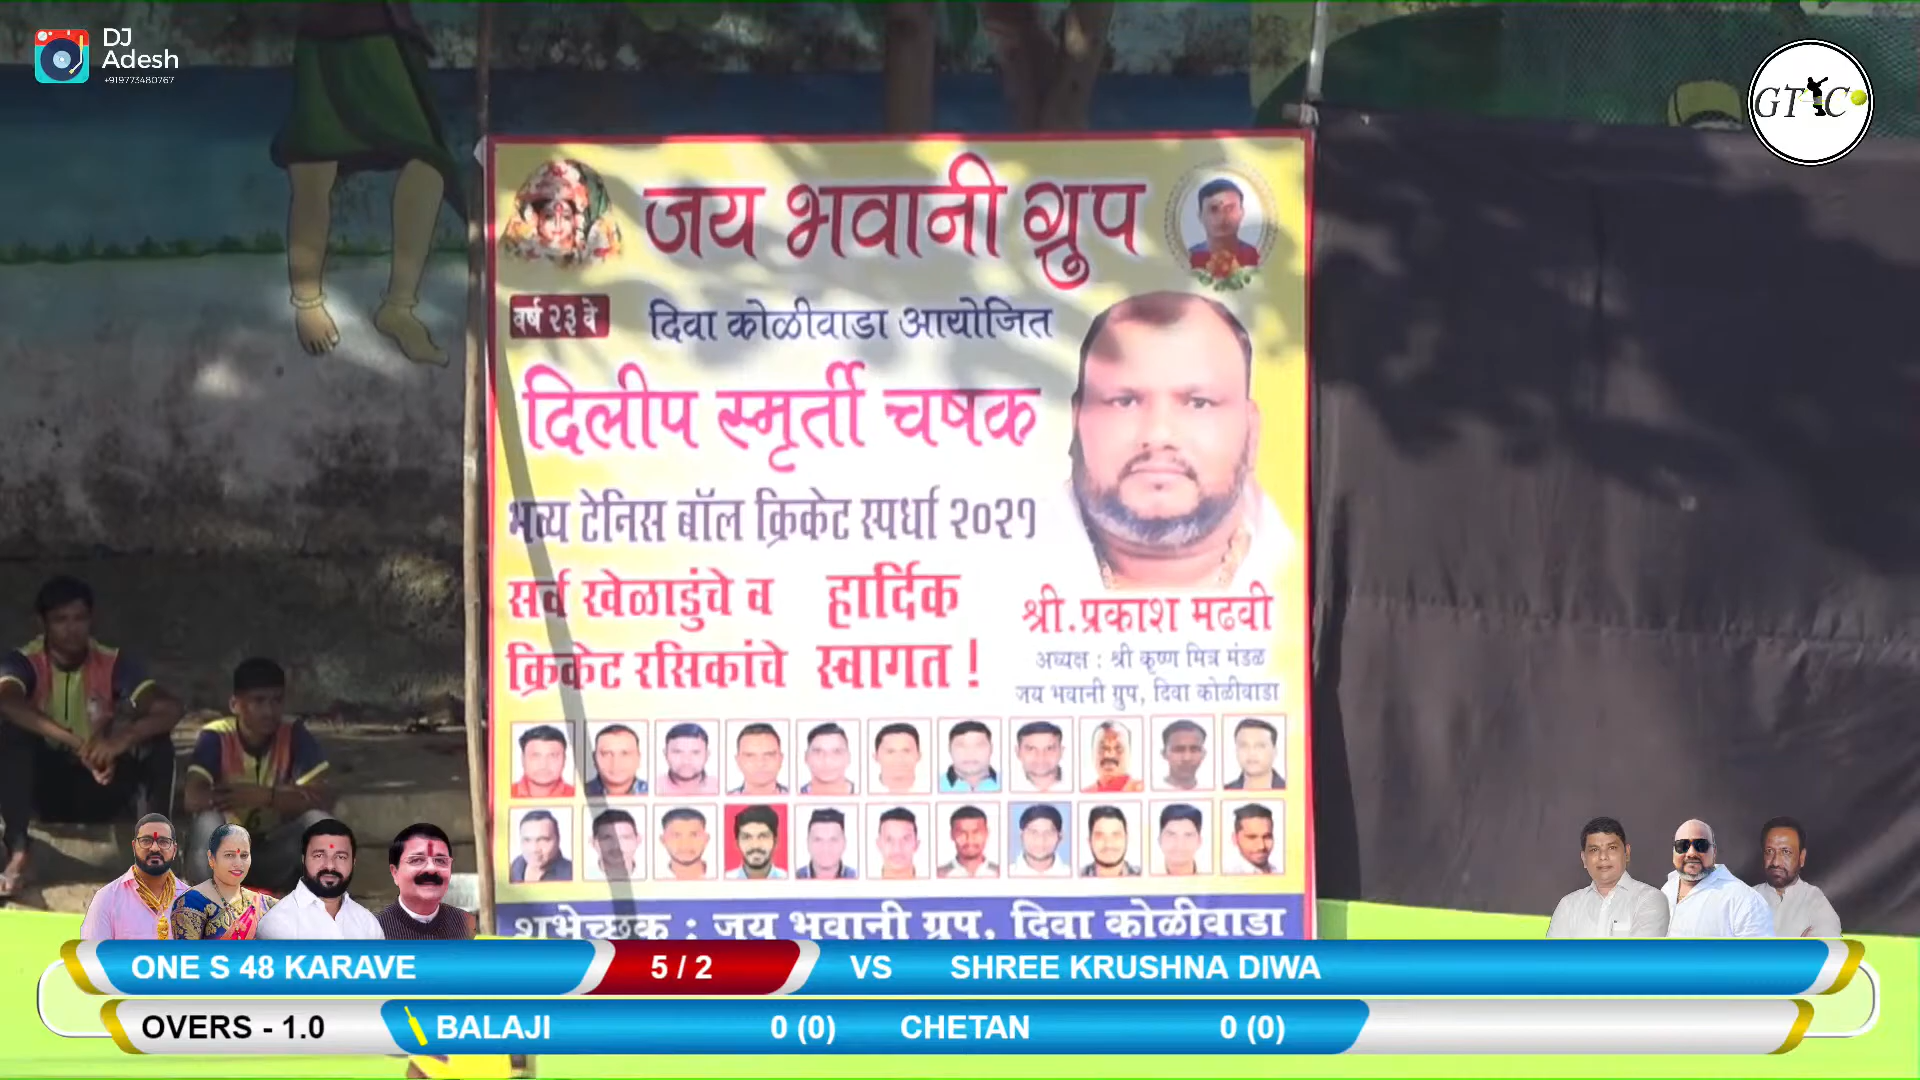 DJ
Adesh
+919773480767
GTC
जय भवानी ग्रुप
वर्ष २३ वे
दिवा कोळीवाडा आयोजित
दिलीप स्मृर्ती चषक
भव्य टेनिस बॉल क्रिकेट स्पर्धा २०२१
सर्व खेळाडुंचे व हार्दिक
क्रिकेट रसिकांचे स्वागत !
श्री.प्रकाश मढवी
अध्यक्ष : श्री कृष्ण मित्र मंडळ
जय भवानी ग्रुप, दिवा कोळीवाडा
शुभेच्छुक : जय भवानी ग्रुप, दिवा कोळीवाडा
ONE S 48 KARAVE 5 / 2 VS SHREE KRUSHNA DIWA
OVERS - 1.0 BALAJI 0 (0) CHETAN 0 (0)